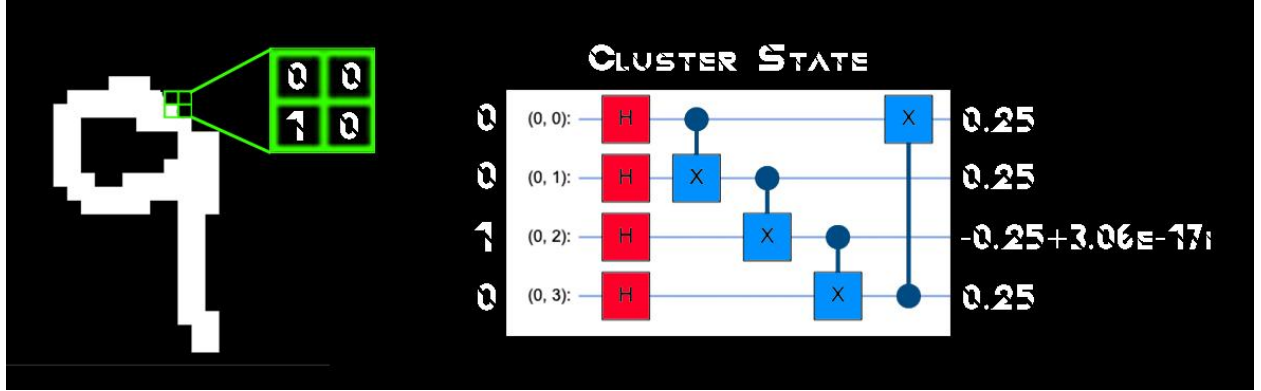 CLUSTER STATE
0 0
1 0
0 (0, 0): H X 0.25
0 (0, 1): H X 0.25
1 (0, 2): H X -0.25+3.06E-17i
0 (0, 3): H X 0.25